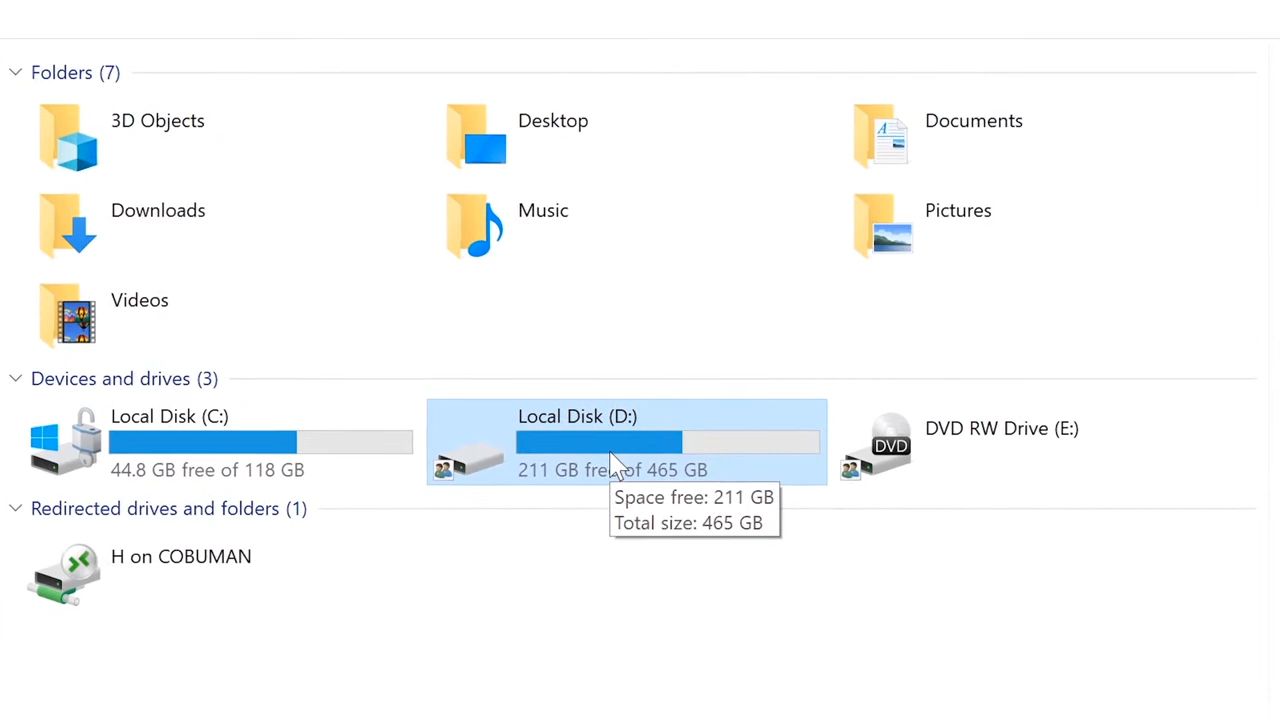 Folders (7)
3D Objects
Desktop
Documents
Downloads
Music
Pictures
Videos
Devices and drives (3)
Local Disk (C:)
44.8 GB free of 118 GB
Local Disk (D:)
211 GB free of 465 GB
Space free: 211 GB
Total size: 465 GB
DVD RW Drive (E:)
DVD
Redirected drives and folders (1)
H on COBUMAN